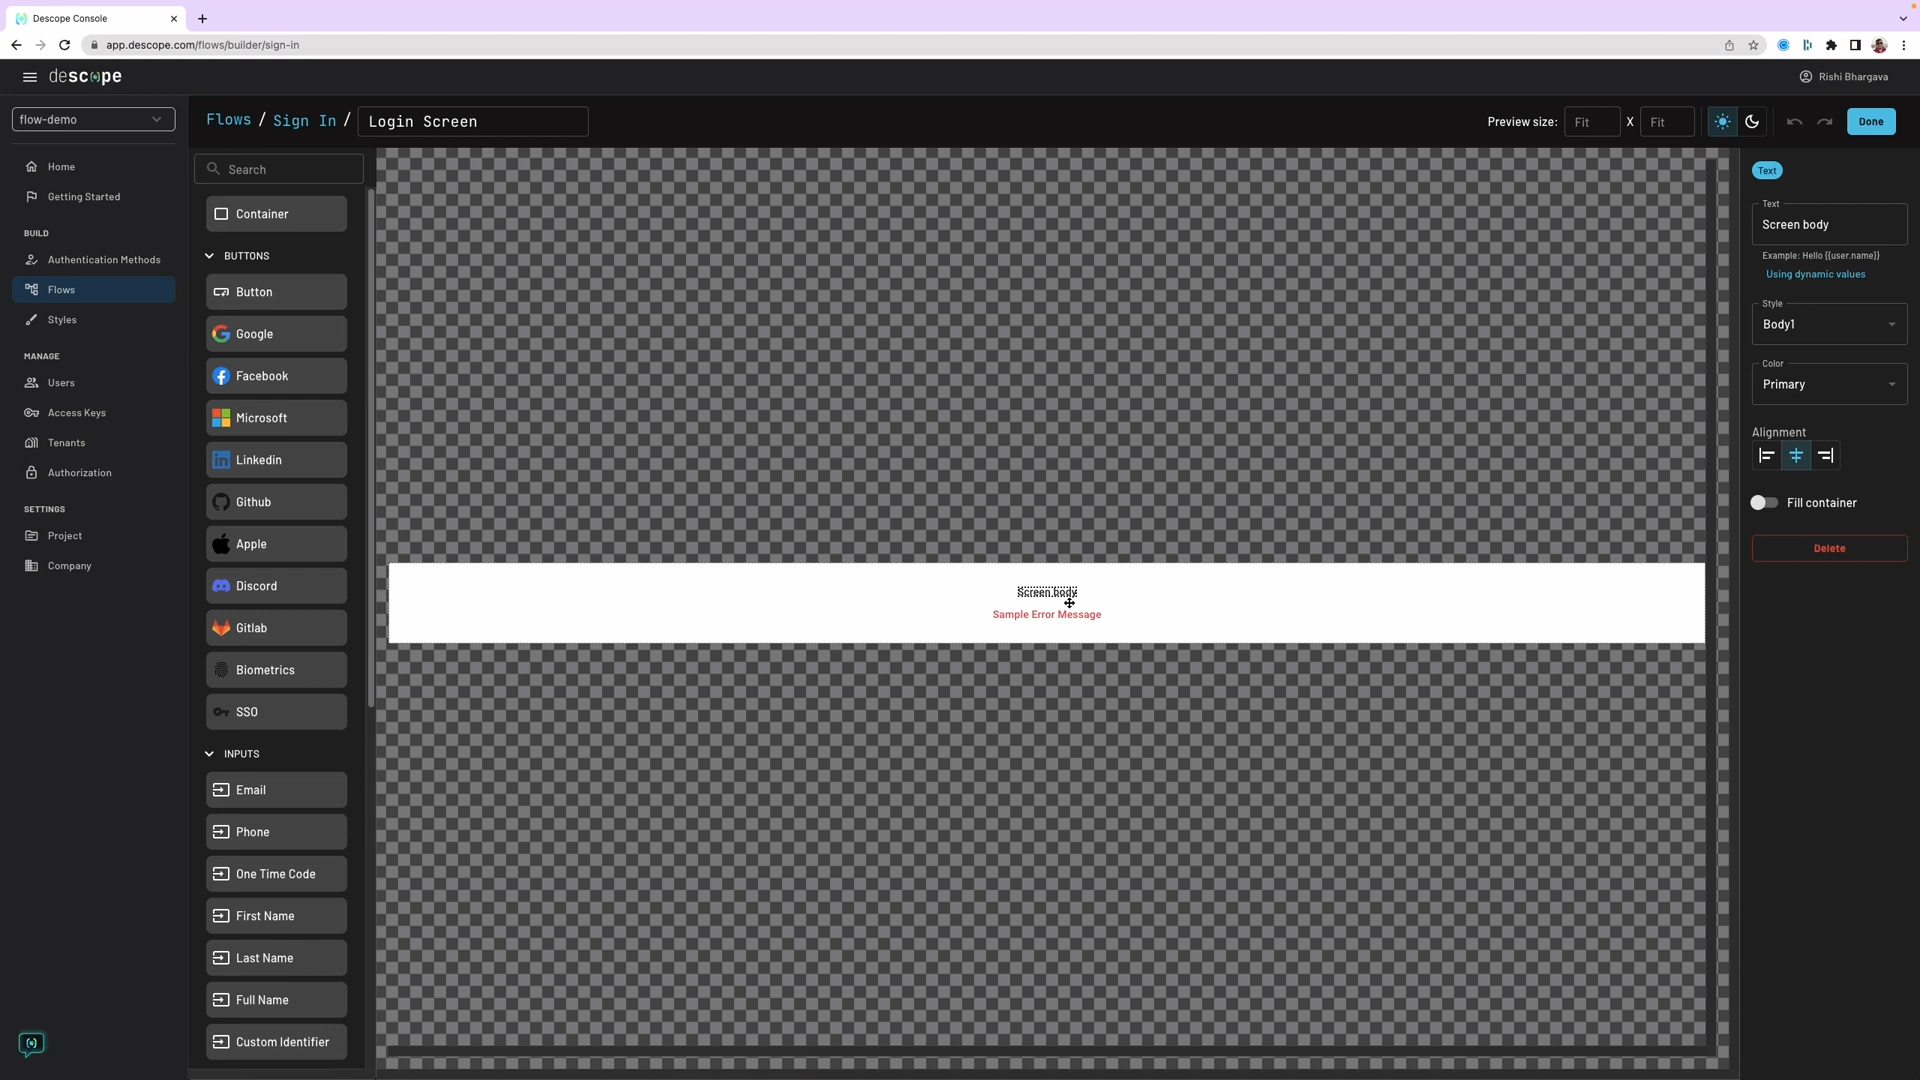 Descope Console
app.descope.com/flows/builder/sign-in
descope
Rishi Bhargava
flow-demo
Home
Getting Started
BUILD
Authentication Methods
Flows
Styles
MANAGE
Users
Access Keys
Tenants
Authorization
SETTINGS
Project
Company
Flows / Sign In / Login Screen
Preview size: Fit X Fit
Done
Search
Container
BUTTONS
Button
Google
Facebook
Microsoft
Linkedin
Github
Apple
Discord
Gitlab
Biometrics
SSO
INPUTS
Email
Phone
One Time Code
First Name
Last Name
Full Name
Custom Identifier
Screen body
Sample Error Message
Text
Text
Screen body
Example: Hello {{user.name}}
Using dynamic values
Style
Body1
Color
Primary
Alignment
Fill container
Delete